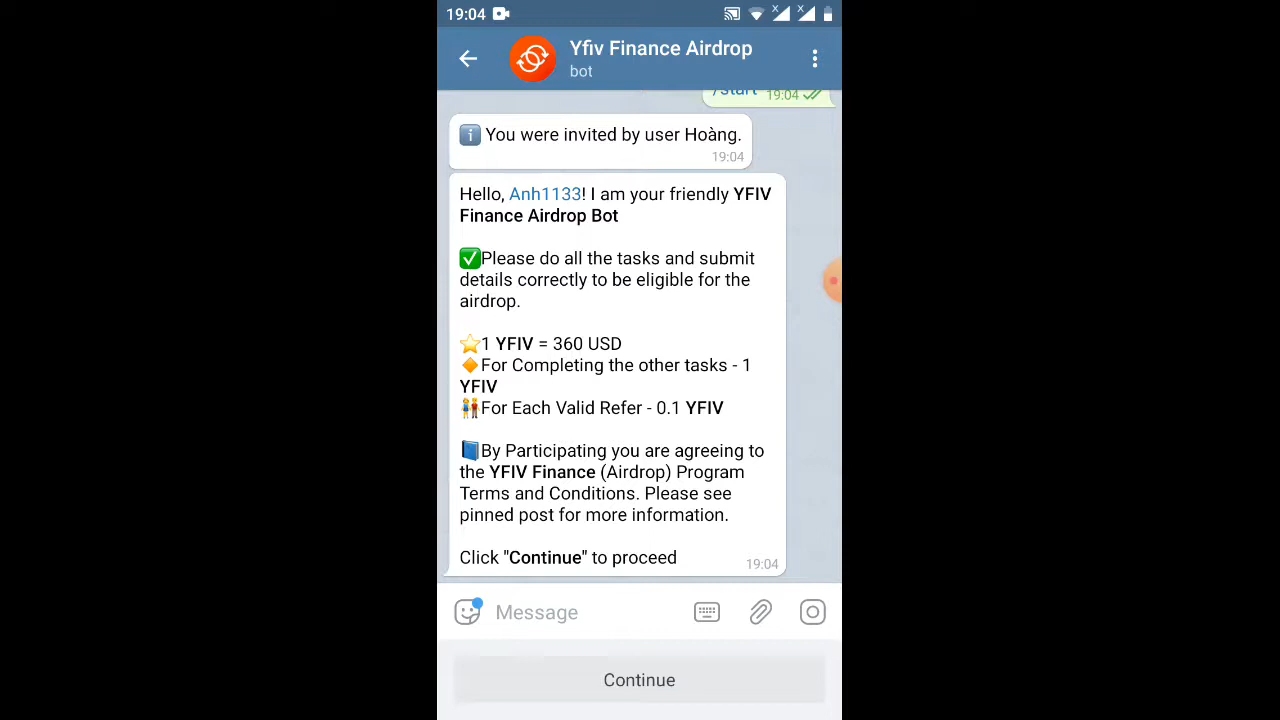 19:04
Yfiv Finance Airdrop
bot
/start 19:04
You were invited by user Hoàng.
19:04
Hello, Anh1133! I am your friendly YFIV
Finance Airdrop Bot
Please do all the tasks and submit
details correctly to be eligible for the
airdrop.
1 YFIV = 360 USD
For Completing the other tasks - 1
YFIV
For Each Valid Refer - 0.1 YFIV
By Participating you are agreeing to
the YFIV Finance (Airdrop) Program
Terms and Conditions. Please see
pinned post for more information.
Click "Continue" to proceed
19:04
Message
Continue